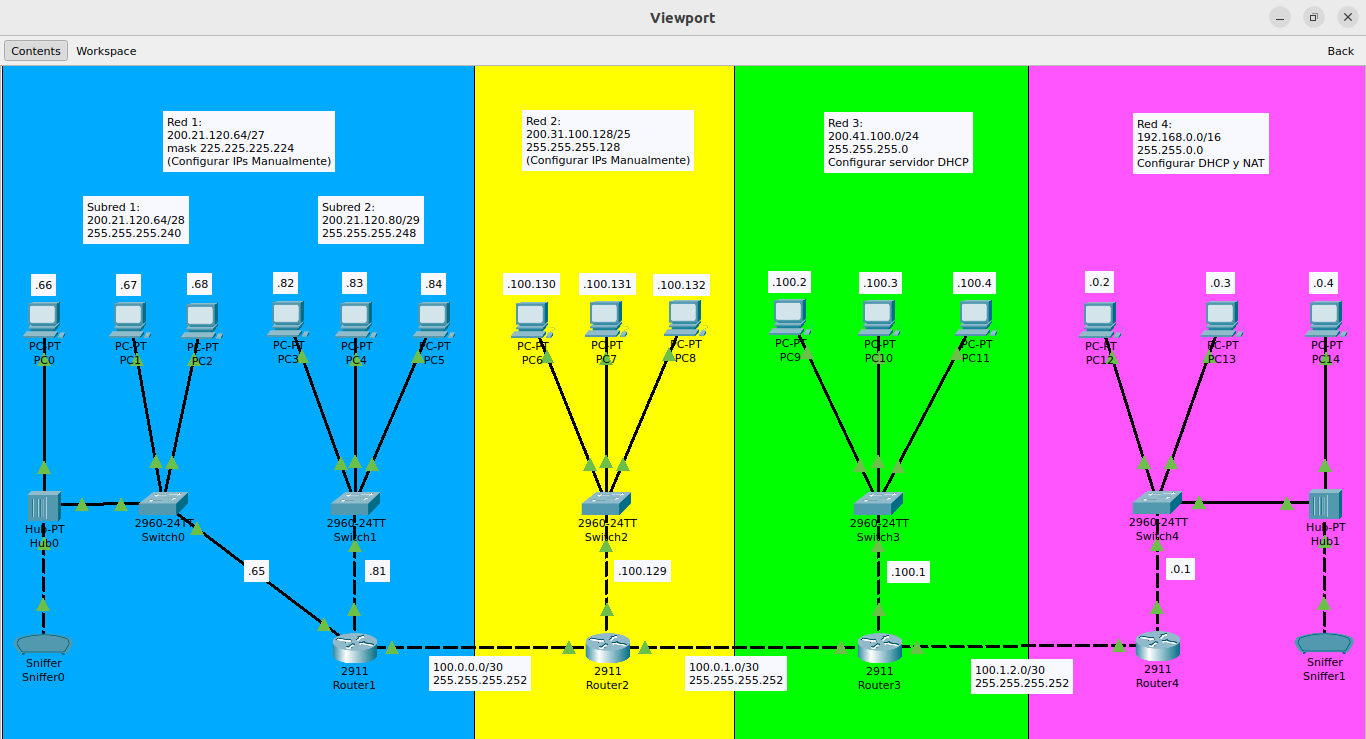 Viewport
Contents Workspace Back
Red 1:
200.21.120.64/27
mask 225.225.225.224
(Configurar IPs Manualmente)
Red 2:
200.31.100.128/25
255.255.255.128
(Configurar IPs Manualmente)
Red 3:
200.41.100.0/24
255.255.255.0
Configurar servidor DHCP
Red 4:
192.168.0.0/16
255.255.0.0
Configurar DHCP y NAT
Subred 1:
200.21.120.64/28
255.255.255.240
Subred 2:
200.21.120.80/29
255.255.255.248
.66
.67
.68
.82
.83
.84
.100.130
.100.131
.100.132
.100.2
.100.3
.100.4
.0.2
.0.3
.0.4
PC-PT
PC0
PC-PT
PC1
PC-PT
PC2
PC-PT
PC3
PC-PT
PC4
PC-PT
PC5
PC-PT
PC6
PC-PT
PC7
PC-PT
PC8
PC-PT
PC9
PC-PT
PC10
PC-PT
PC11
PC-PT
PC12
PC-PT
PC13
PC-PT
PC14
Hub-PT
Hub0
2960-24TT
Switch0
2960-24TT
Switch1
2960-24TT
Switch2
2960-24TT
Switch3
2960-24TT
Switch4
Hub-PT
Hub1
.65
.81
.100.129
.100.1
.0.1
Sniffer
Sniffer0
2911
Router1
100.0.0.0/30
255.255.255.252
2911
Router2
100.0.1.0/30
255.255.255.252
2911
Router3
100.1.2.0/30
255.255.255.252
2911
Router4
Sniffer
Sniffer1